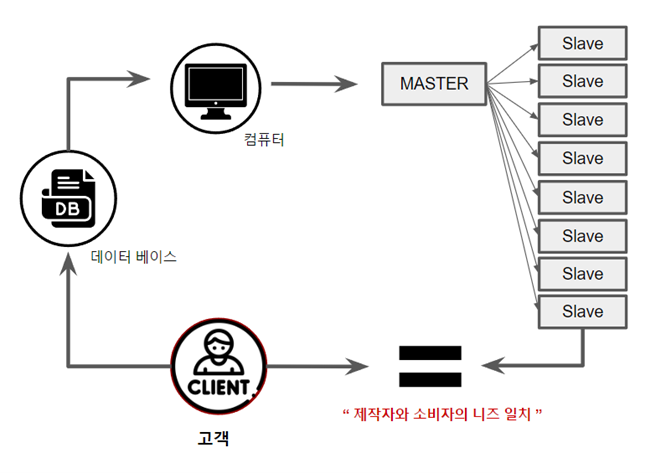 컴퓨터
MASTER
Slave
Slave
Slave
Slave
Slave
Slave
Slave
Slave
DB
데이터 베이스
CLIENT
고객
“ 제작자와 소비자의 니즈 일치 ”